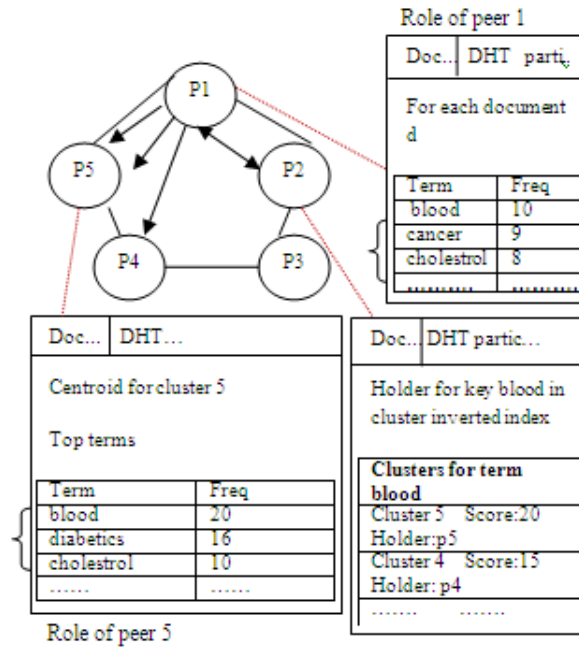 Role of peer 1
Doc... DHT parti..
For each document
d
Term Freq
blood 10
cancer 9
cholestrol 8
............ ............
P1
P5
P2
P4
P3
Doc... DHT...
Centroid for cluster 5
Top terms
Term Freq
blood 20
diabetics 16
cholestrol 10
......
......
Role of peer 5
Doc... DHT partic...
Holder for key blood in
cluster inverted index
Clusters for term
blood
Cluster 5 Score:20
Holder:p5
Cluster 4 Score:15
Holder: p4
....... .......